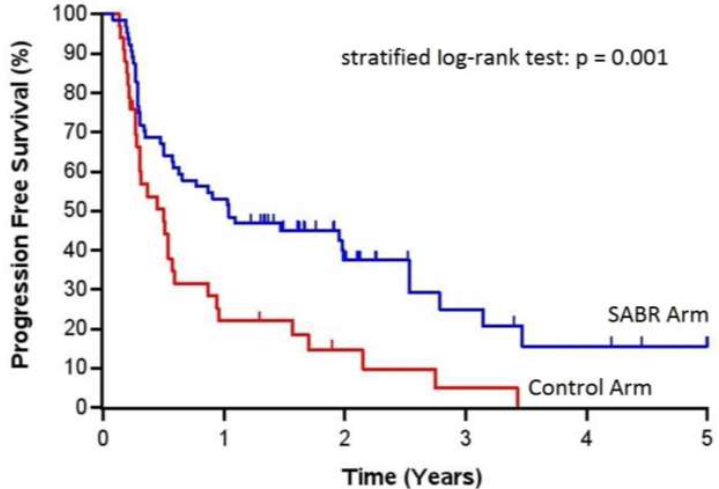 100
90
80
70
60
50
40
30
20
10
0
Progression Free Survival (%)
stratified log-rank test: p = 0.001
SABR Arm
Control Arm
0 1 2 3 4 5
Time (Years)